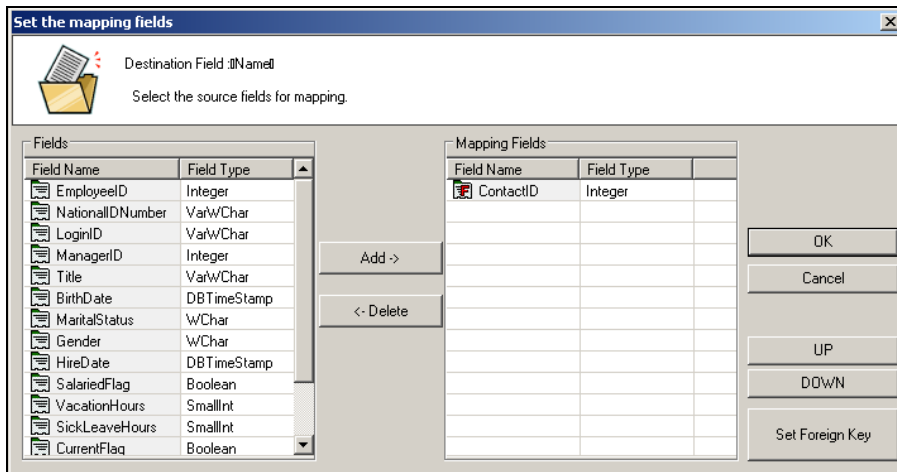 Set the mapping fields
Destination Field :▯Name▯
Select the source fields for mapping.
Fields
Field Name Field Type
EmployeeID Integer
NationalIDNumber VarWChar
LoginID VarWChar
ManagerID Integer
Title VarWChar
BirthDate DBTimeStamp
MaritalStatus WChar
Gender WChar
HireDate DBTimeStamp
SalariedFlag Boolean
VacationHours SmallInt
SickLeaveHours SmallInt
CurrentFlag Boolean
Add ->
<- Delete
Mapping Fields
Field Name Field Type
F ContactID Integer
OK
Cancel
UP
DOWN
Set Foreign Key